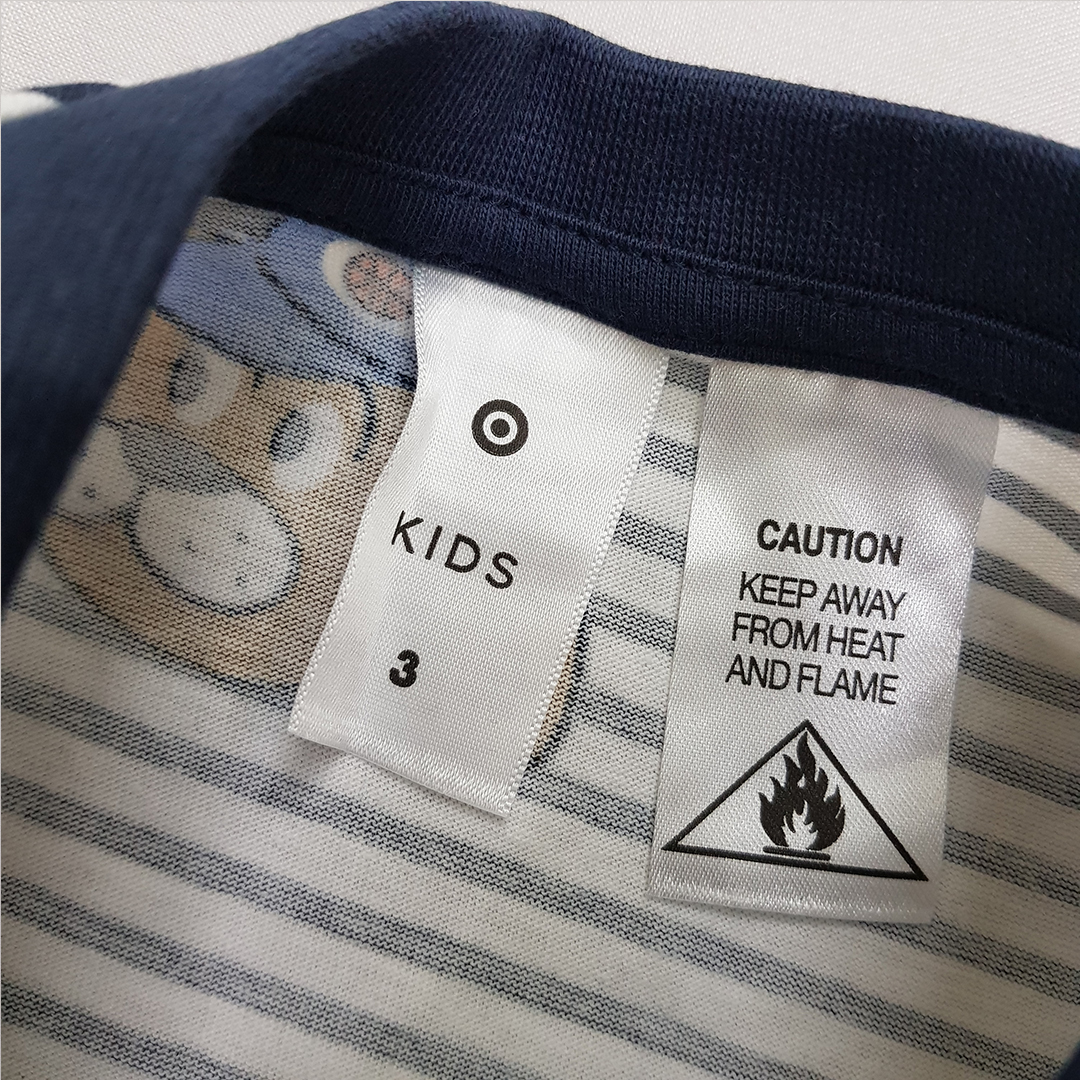 KIDS
3
CAUTION
KEEP AWAY
FROM HEAT
AND FLAME